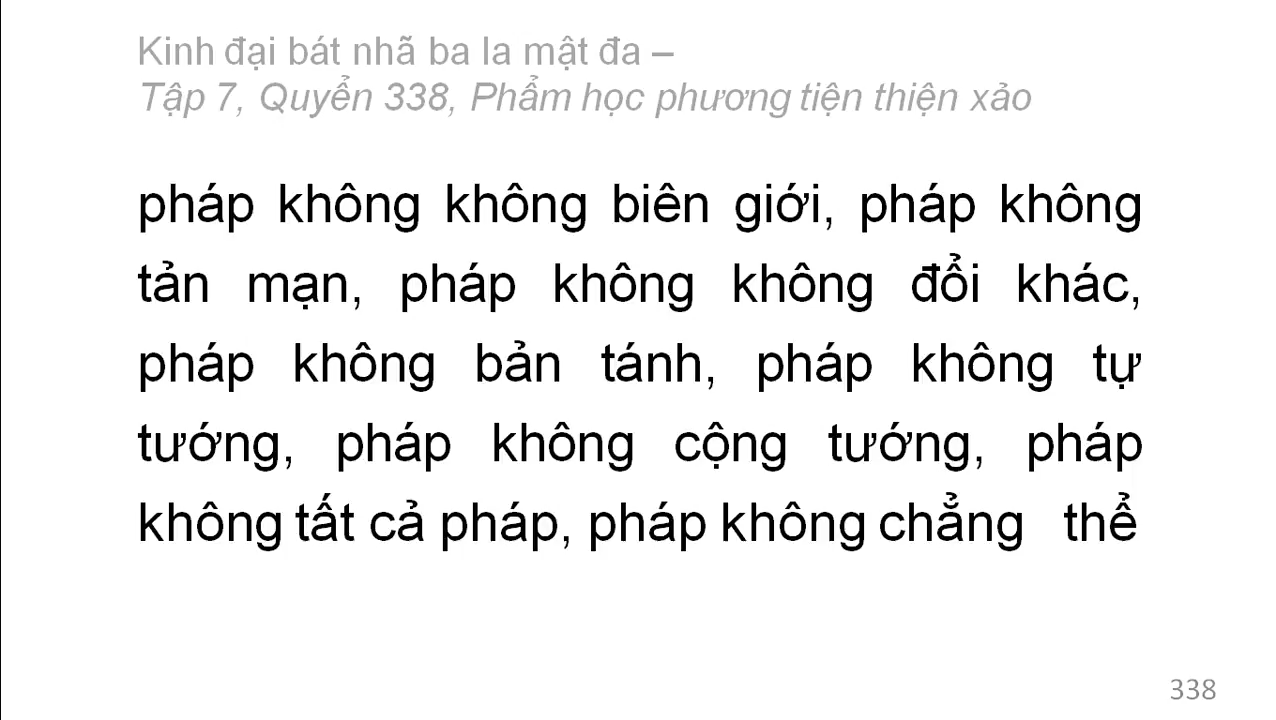 Kinh đại bát nhã ba la mật đa –
Tập 7, Quyển 338, Phẩm học phương tiện thiện xảo
pháp không không biên giới, pháp không
tản mạn, pháp không không đổi khác,
pháp không bản tánh, pháp không tự
tướng, pháp không cộng tướng, pháp
không tất cả pháp, pháp không chẳng thể
338